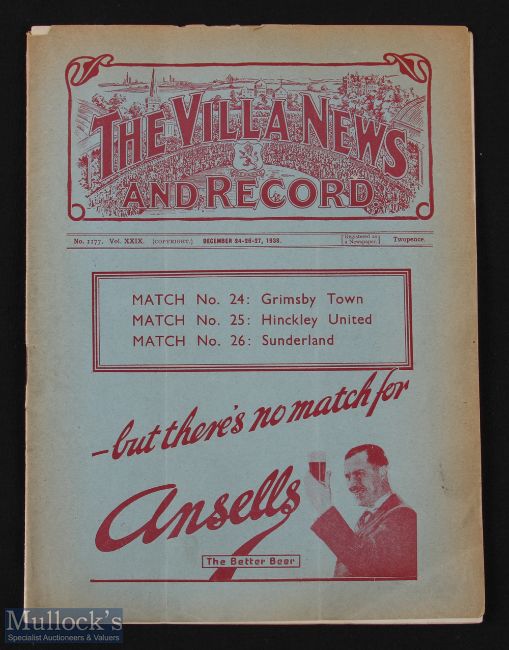 THE VILLA NEWS
AND RECORD
No. 1177. Vol. XXIX. [COPYRIGHT.] DECEMBER 24-26-27, 1938. [Registered as a Newspaper.] Twopence.
MATCH No. 24: Grimsby Town
MATCH No. 25: Hinckley United
MATCH No. 26: Sunderland
—but there's no match for
Ansells
The Better Beer
Mullock's
Specialist Auctioneers & Valuers